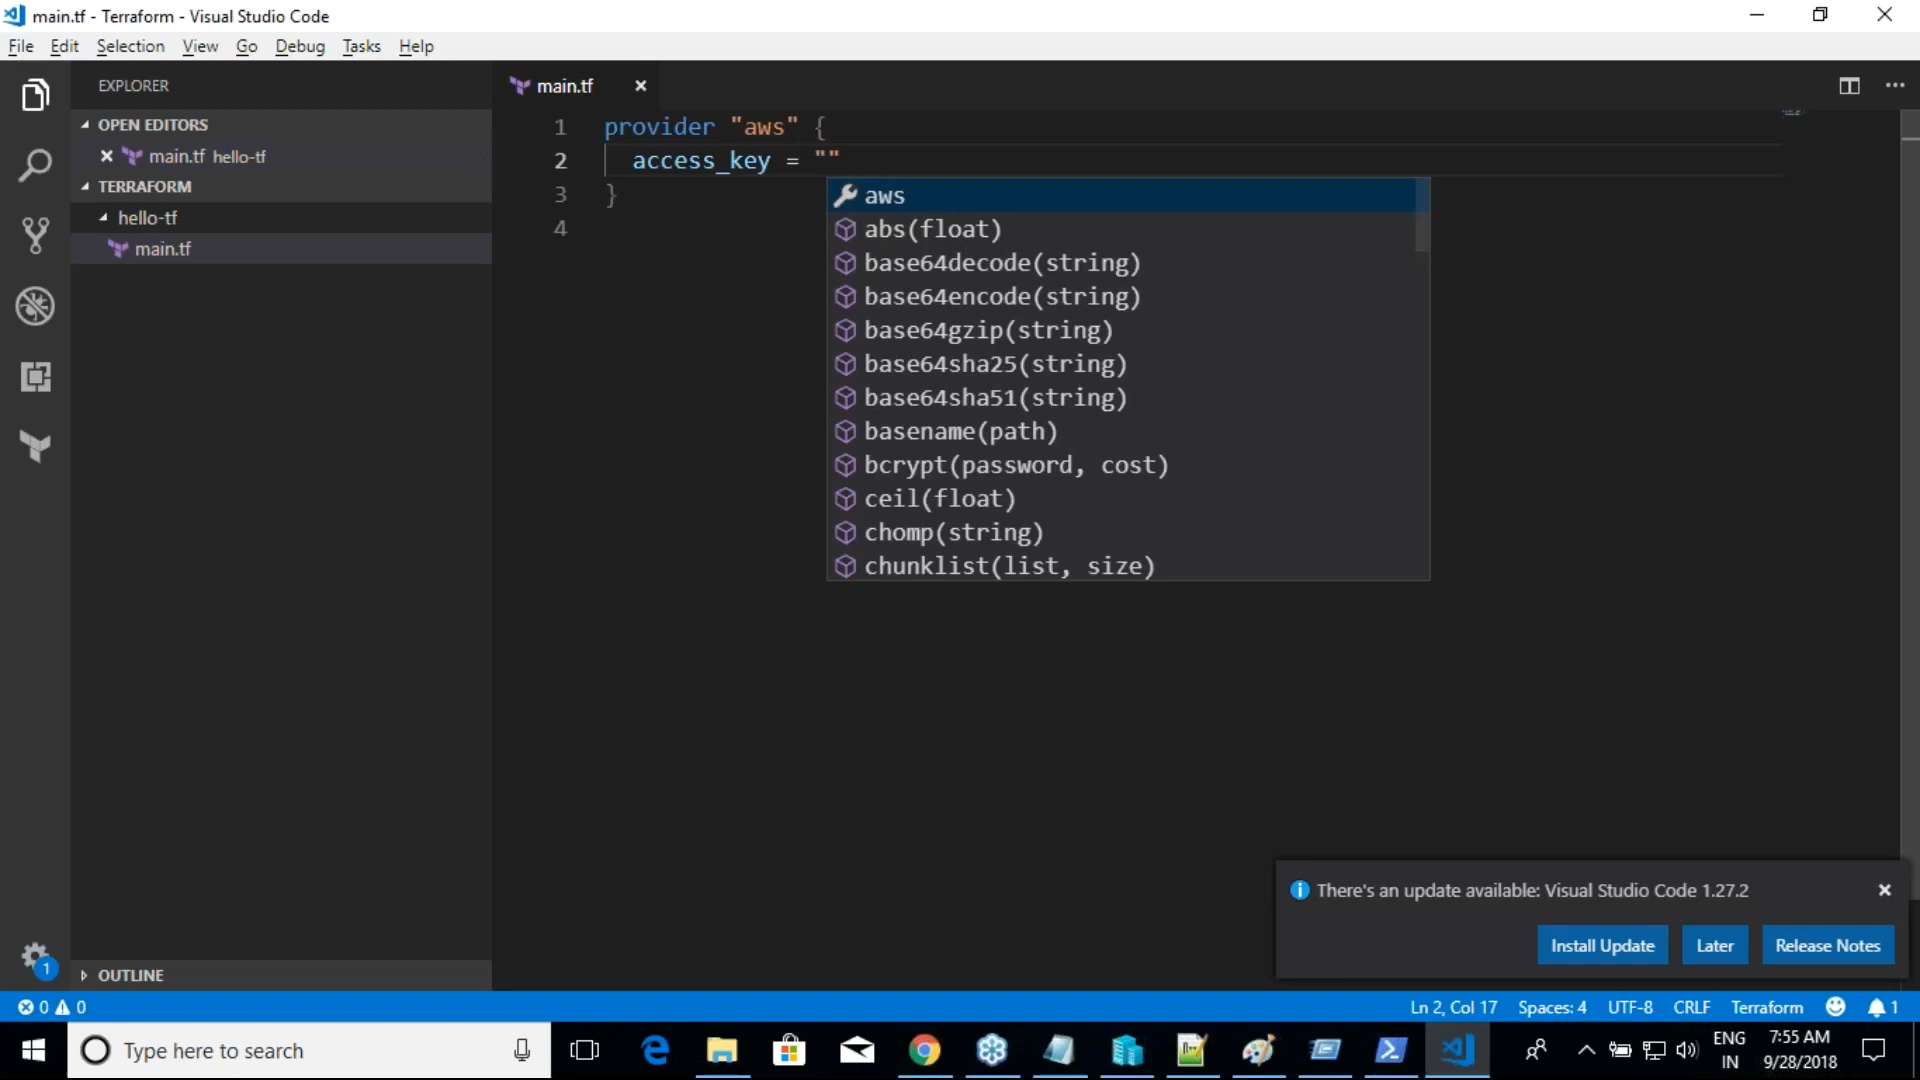 main.tf - Terraform - Visual Studio Code
File Edit Selection View Go Debug Tasks Help
EXPLORER
OPEN EDITORS
main.tf hello-tf
TERRAFORM
hello-tf
main.tf
OUTLINE
main.tf
1 provider "aws" {
2 access_key = ""
3 }
4
aws
abs(float)
base64decode(string)
base64encode(string)
base64gzip(string)
base64sha25(string)
base64sha51(string)
basename(path)
bcrypt(password, cost)
ceil(float)
chomp(string)
chunklist(list, size)
There's an update available: Visual Studio Code 1.27.2
Install Update Later Release Notes
1
0 0 Ln 2, Col 17 Spaces: 4 UTF-8 CRLF Terraform 1
Type here to search
ENG
IN
7:55 AM
9/28/2018